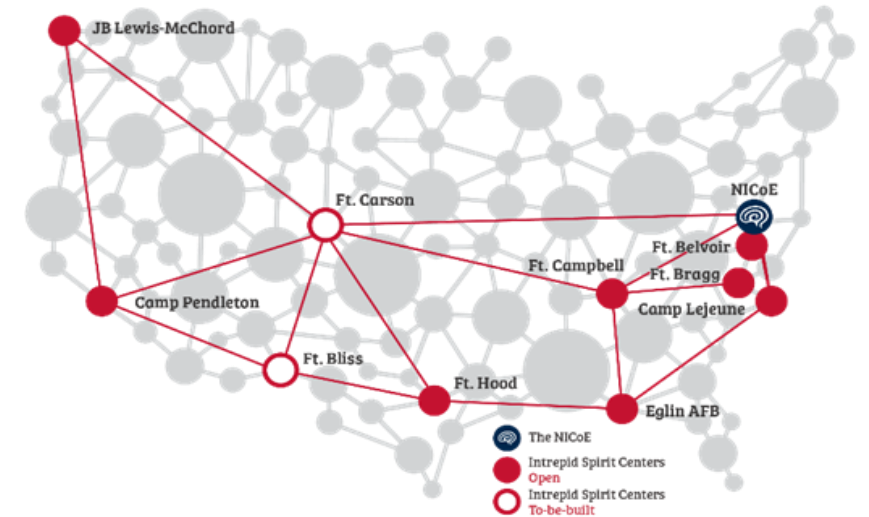 JB Lewis-McChord
Ft. Carson
NICoE
Ft. Belvoir
Ft. Campbell
Ft. Bragg
Camp Pendleton
Camp Lejeune
Ft. Bliss
Ft. Hood
Eglin AFB
The NICoE
Intrepid Spirit Centers
Open
Intrepid Spirit Centers
To-be-built